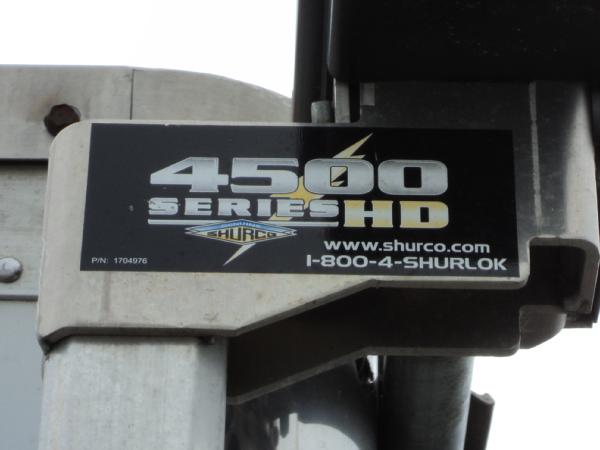 4500
SERIES HD
SHURCO
www.shurco.com
P/N: 1704976
1-800-4-SHURLOK